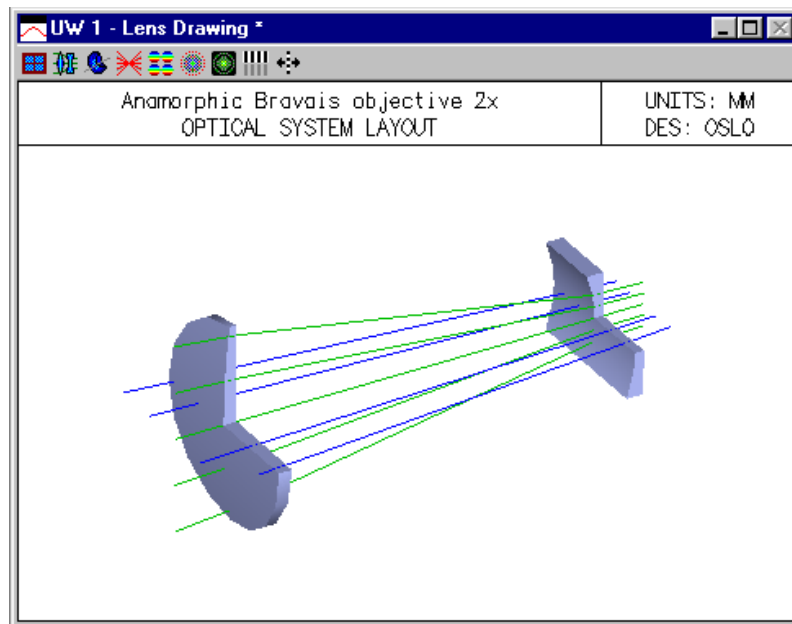 UW 1 - Lens Drawing *
Anamorphic Bravais objective 2x
OPTICAL SYSTEM LAYOUT
UNITS: MM
DES: OSLO